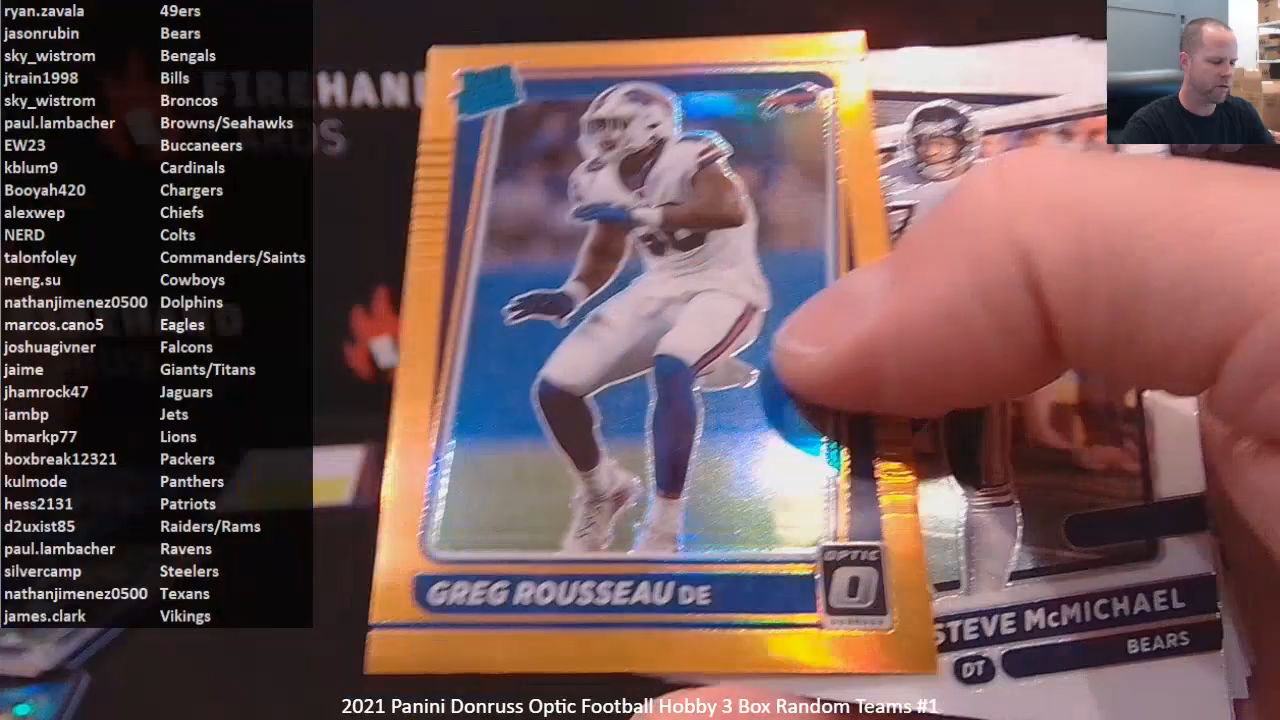 ryan.zavala 49ers
jasonrubin Bears
sky_wistrom Bengals
jtrain1998 Bills
sky_wistrom Broncos
paul.lambacher Browns/Seahawks
EW23 Buccaneers
kblum9 Cardinals
Booyah420 Chargers
alexwep Chiefs
NERD Colts
talonfoley Commanders/Saints
neng.su Cowboys
nathanjimenez0500 Dolphins
marcos.cano5 Eagles
joshuagivner Falcons
jaime Giants/Titans
jhamrock47 Jaguars
iambp Jets
bmarkp77 Lions
boxbreak12321 Packers
kulmode Panthers
hess2131 Patriots
d2uxist85 Raiders/Rams
paul.lambacher Ravens
silvercamp Steelers
nathanjimenez0500 Texans
james.clark Vikings
GREG ROUSSEAU DE
OPTIC
O
STEVE McMICHAEL
DT BEARS
2021 Panini Donruss Optic Football Hobby 3 Box Random Teams #1